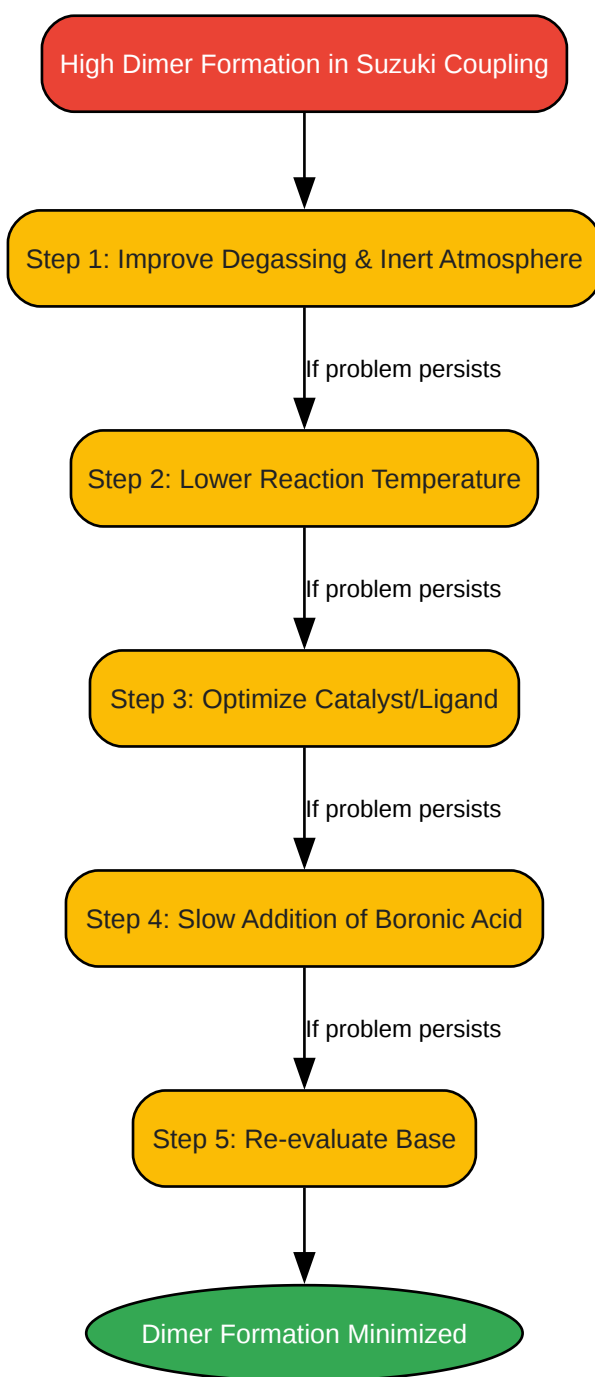 High Dimer Formation in Suzuki Coupling
Step 1: Improve Degassing & Inert Atmosphere
If problem persists
Step 2: Lower Reaction Temperature
If problem persists
Step 3: Optimize Catalyst/Ligand
If problem persists
Step 4: Slow Addition of Boronic Acid
If problem persists
Step 5: Re-evaluate Base
Dimer Formation Minimized